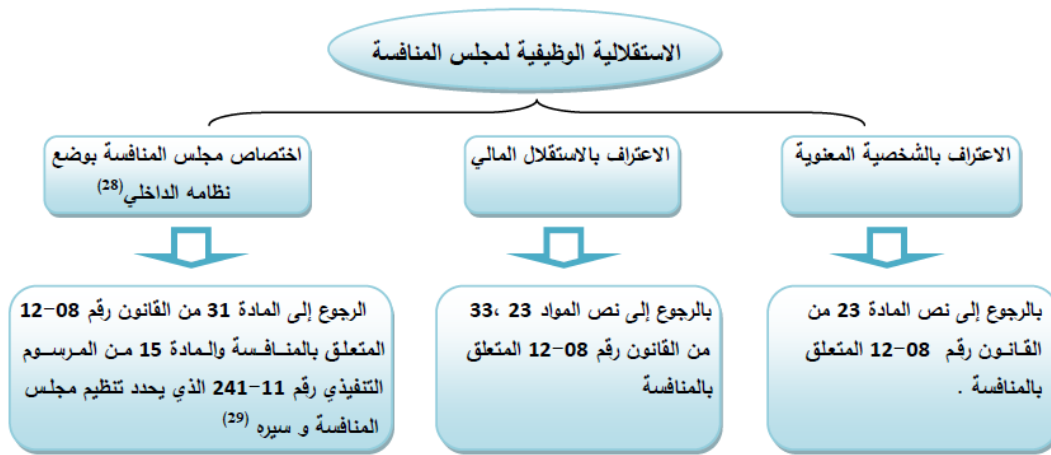 الاستقلالية الوظيفية لمجلس المنافسة
الاعتراف بالشخصية المعنوية
الاعتراف بالاستقلال المالي
اختصاص مجلس المنافسة بوضع
نظامه الداخلي(28)
بالرجوع إلى نص المادة 23 من
القانون رقم 08-12 المتعلق
بالمنافسة .
بالرجوع إلى نص المواد 23 ،33
من القانون رقم 08-12 المتعلق
بالمنافسة
الرجوع إلى المادة 31 من القانون رقم 08-12
المتعلق بالمنافسة والمادة 15 من المرسوم
التنفيذي رقم 11-241 الذي يحدد تنظيم مجلس
المنافسة و سيره (29)